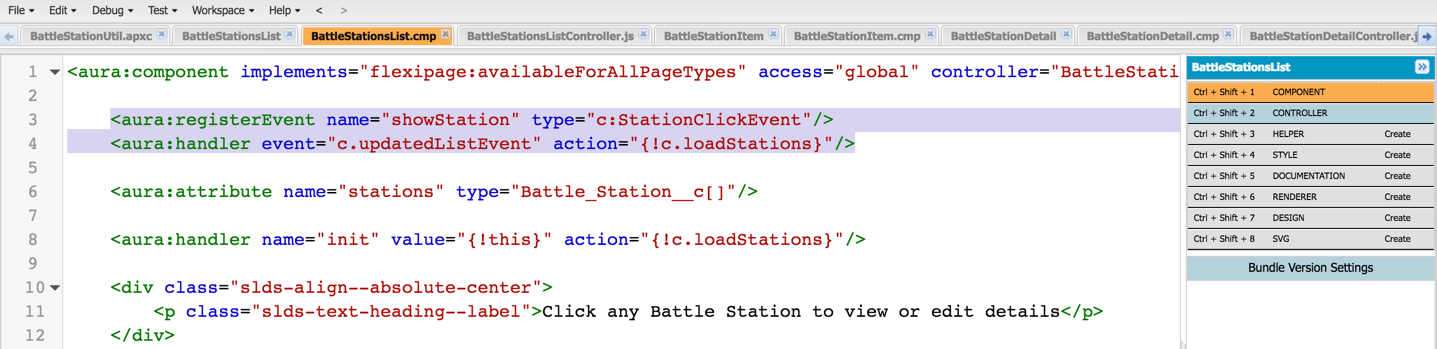 File Edit Debug Test Workspace Help < >
BattleStationUtil.apxc BattleStationsList BattleStationsList.cmp BattleStationsListController.js BattleStationItem BattleStationItem.cmp BattleStationDetail BattleStationDetail.cmp BattleStationDetailController.j
1 <aura:component implements="flexipage:availableForAllPageTypes" access="global" controller="BattleStati
2
3 <aura:registerEvent name="showStation" type="c:StationClickEvent"/>
4 <aura:handler event="c.updatedListEvent" action="{!c.loadStations}"/>
5
6 <aura:attribute name="stations" type="Battle_Station__c[]"/>
7
8 <aura:handler name="init" value="{!this}" action="{!c.loadStations}"/>
9
10 <div class="slds-align--absolute-center">
11 <p class="slds-text-heading--label">Click any Battle Station to view or edit details</p>
12 </div>
BattleStationsList
Ctrl + Shift + 1 COMPONENT
Ctrl + Shift + 2 CONTROLLER
Ctrl + Shift + 3 HELPER Create
Ctrl + Shift + 4 STYLE Create
Ctrl + Shift + 5 DOCUMENTATION Create
Ctrl + Shift + 6 RENDERER Create
Ctrl + Shift + 7 DESIGN Create
Ctrl + Shift + 8 SVG Create
Bundle Version Settings